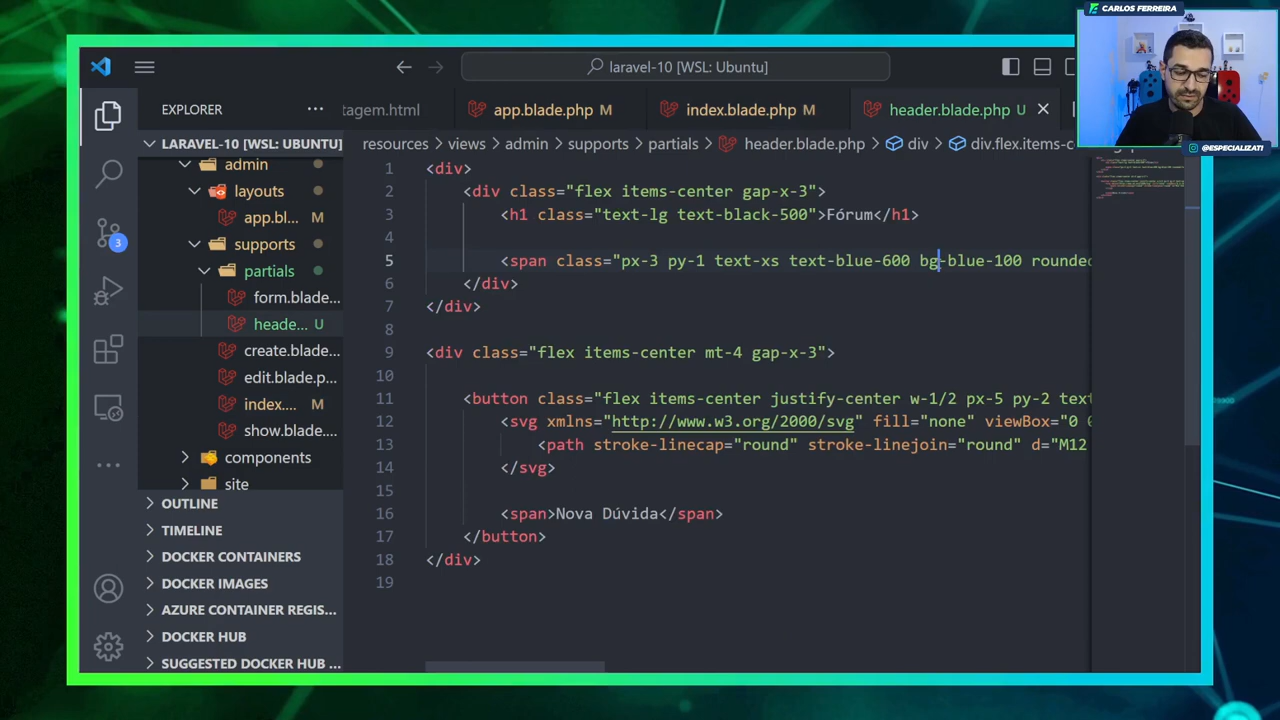 CARLOS FERREIRA
laravel-10 [WSL: Ubuntu]
EXPLORER
tagem.html
app.blade.php M
index.blade.php M
header.blade.php U
LARAVEL-10 [WSL: UBUNTU]
resources > views > admin > supports > partials > header.blade.php > div > div.flex.items-c
@ESPECIALIZATI
admin
layouts
app.bl... M
supports
partials
form.blade...
heade... U
create.blade...
edit.blade.p...
index.... M
show.blade....
components
site
OUTLINE
TIMELINE
DOCKER CONTAINERS
DOCKER IMAGES
AZURE CONTAINER REGIS...
DOCKER HUB
SUGGESTED DOCKER HUB ...
3
1 <div>
2 <div class="flex items-center gap-x-3">
3 <h1 class="text-lg text-black-500">Fórum</h1>
4
5 <span class="px-3 py-1 text-xs text-blue-600 bg-blue-100 rounded
6 </div>
7 </div>
8
9 <div class="flex items-center mt-4 gap-x-3">
10
11 <button class="flex items-center justify-center w-1/2 px-5 py-2 text
12 <svg xmlns="http://www.w3.org/2000/svg" fill="none" viewBox="0 0
13 <path stroke-linecap="round" stroke-linejoin="round" d="M12
14 </svg>
15
16 <span>Nova Dúvida</span>
17 </button>
18 </div>
19